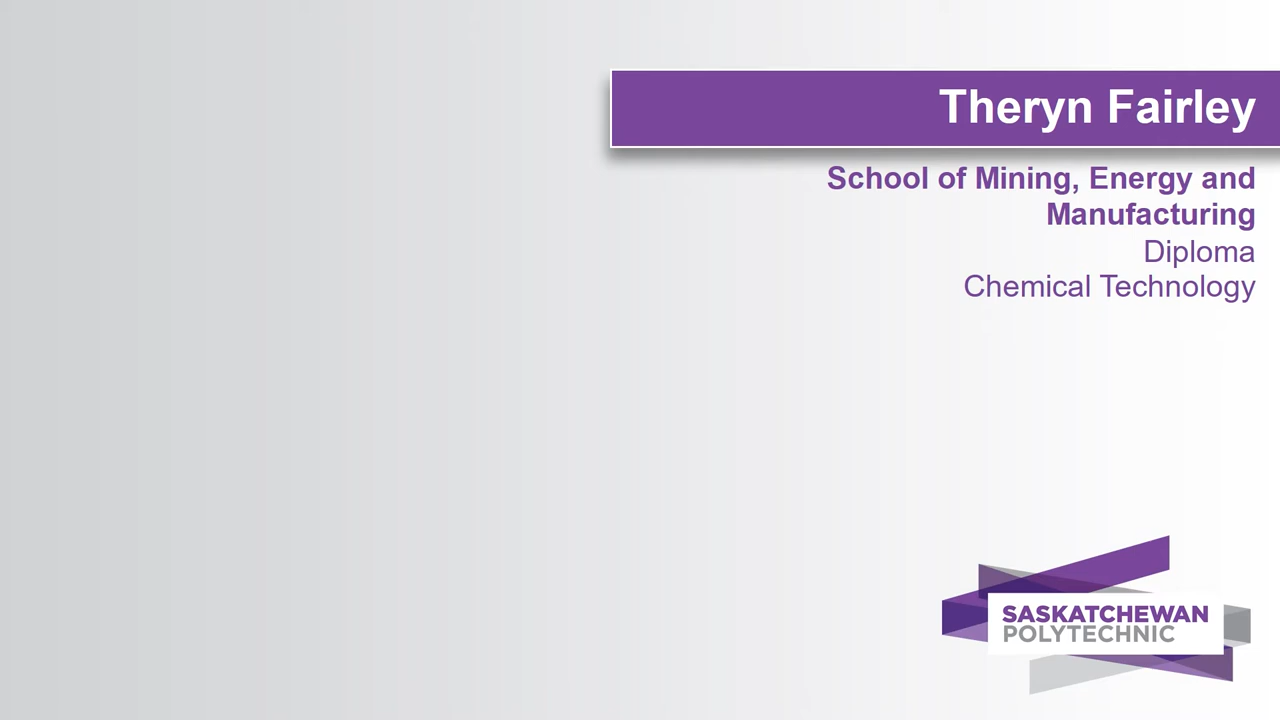 Theryn Fairley
School of Mining, Energy and
Manufacturing
Diploma
Chemical Technology
SASKATCHEWAN
POLYTECHNIC